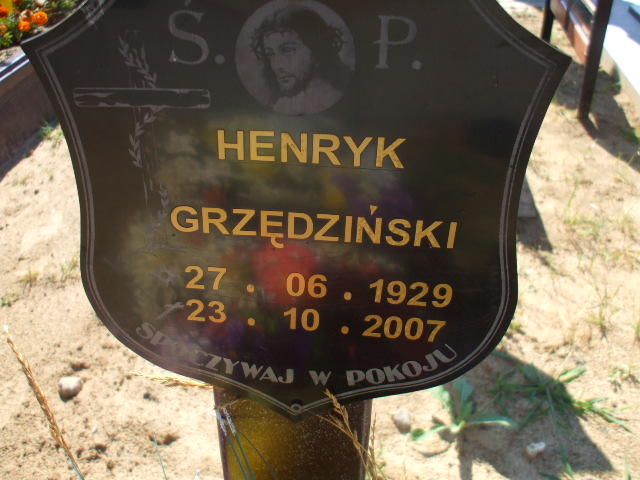 Ś. P.
HENRYK
GRZĘDZIŃSKI
27 . 06 . 1929
23 . 10 . 2007
SPOCZYWAJ W POKOJU